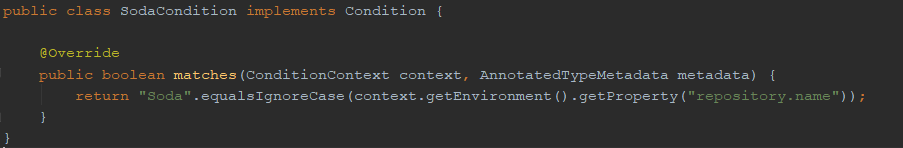 public class SodaCondition implements Condition {
@Override
public boolean matches(ConditionContext context, AnnotatedTypeMetadata metadata) {
return "Soda".equalsIgnoreCase(context.getEnvironment().getProperty("repository.name"));
}
}